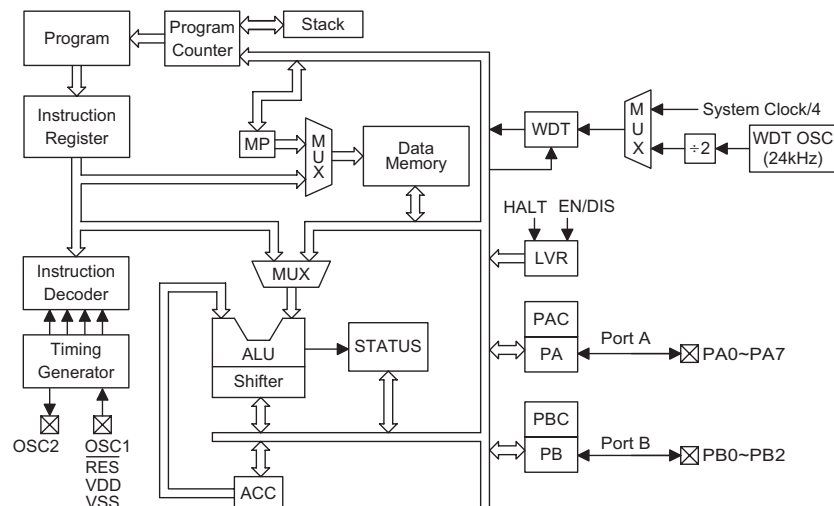 Program
Program
Counter
Stack
Instruction
Register
MP
MUX
Data
Memory
WDT
MUX
System Clock/4
÷2
WDT OSC
(24kHz)
HALT
EN/DIS
LVR
Instruction
Decoder
MUX
ALU
Shifter
STATUS
Timing
Generator
PAC
PA
Port A
PA0~PA7
PBC
PB
Port B
PB0~PB2
OSC2
OSC1
RES
VDD
VSS
ACC